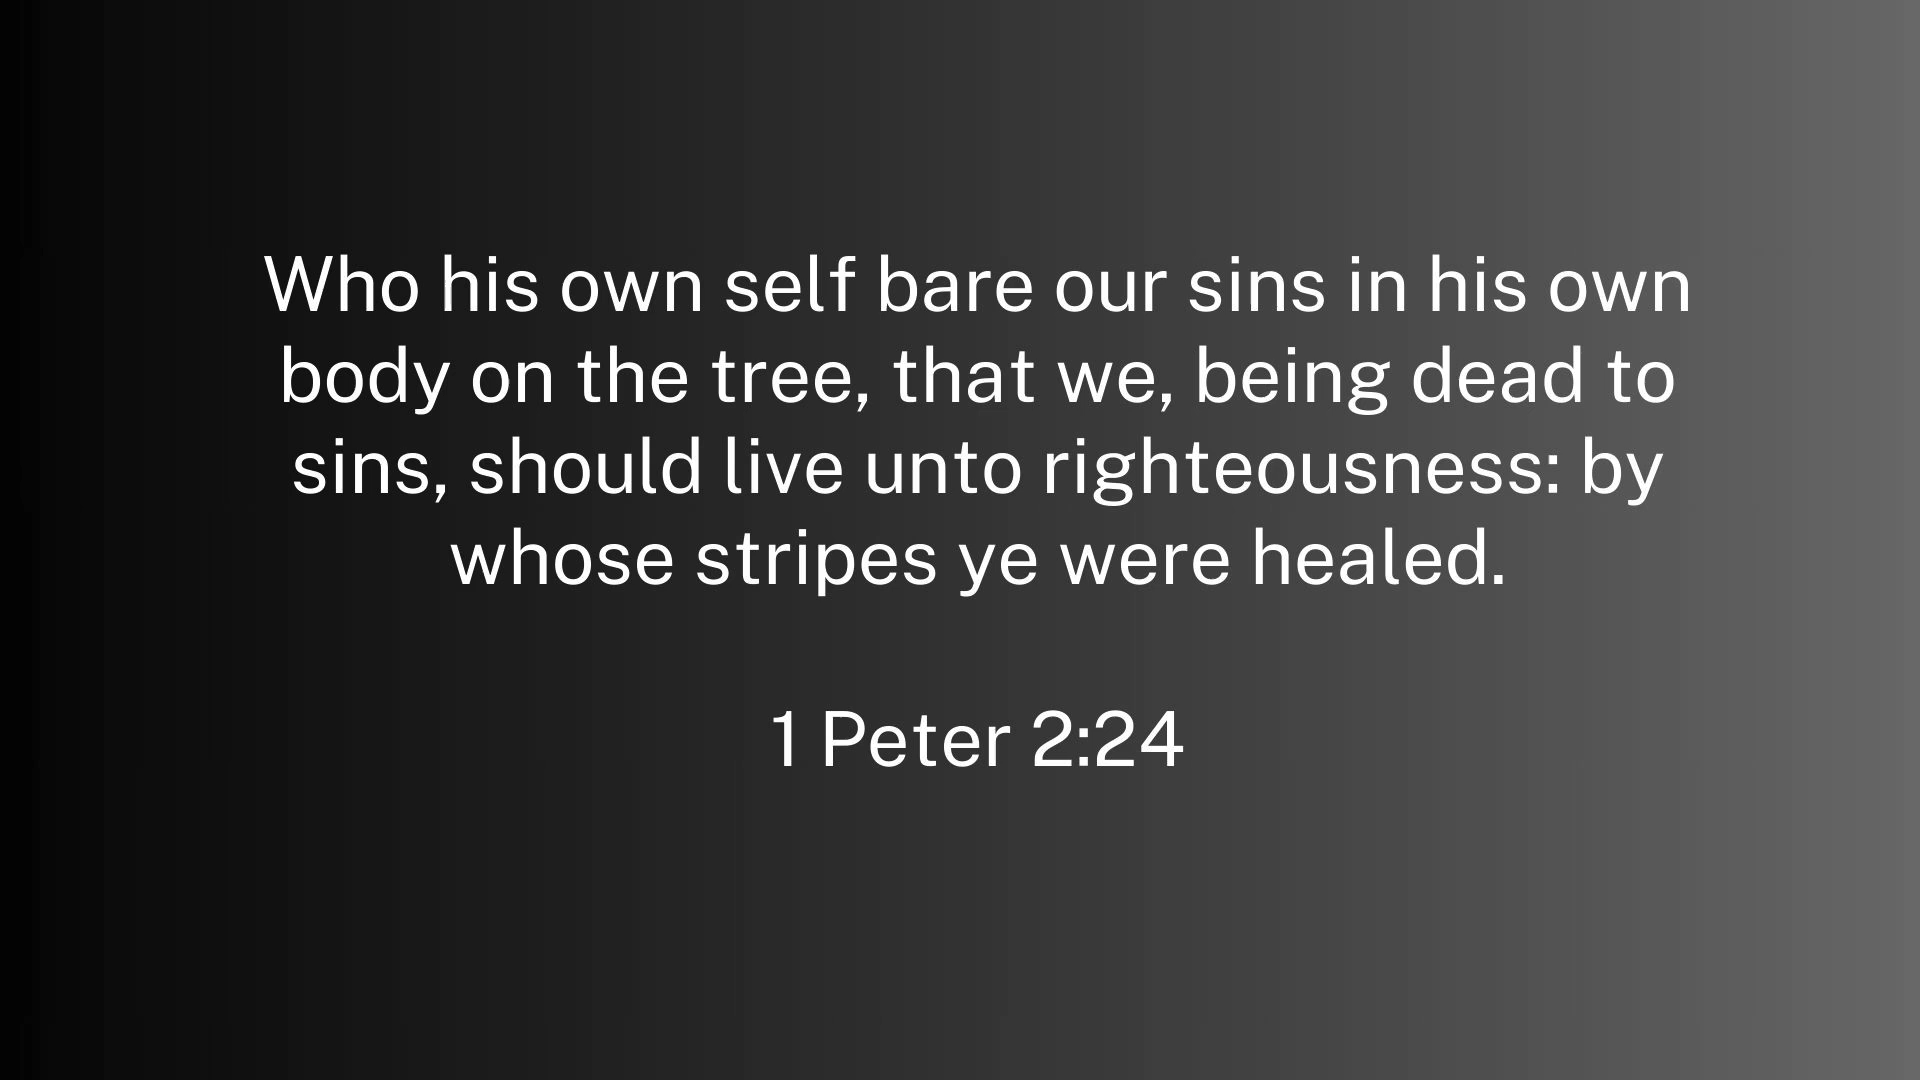 Who his own self bare our sins in his own
body on the tree, that we, being dead to
sins, should live unto righteousness: by
whose stripes ye were healed.
1 Peter 2:24